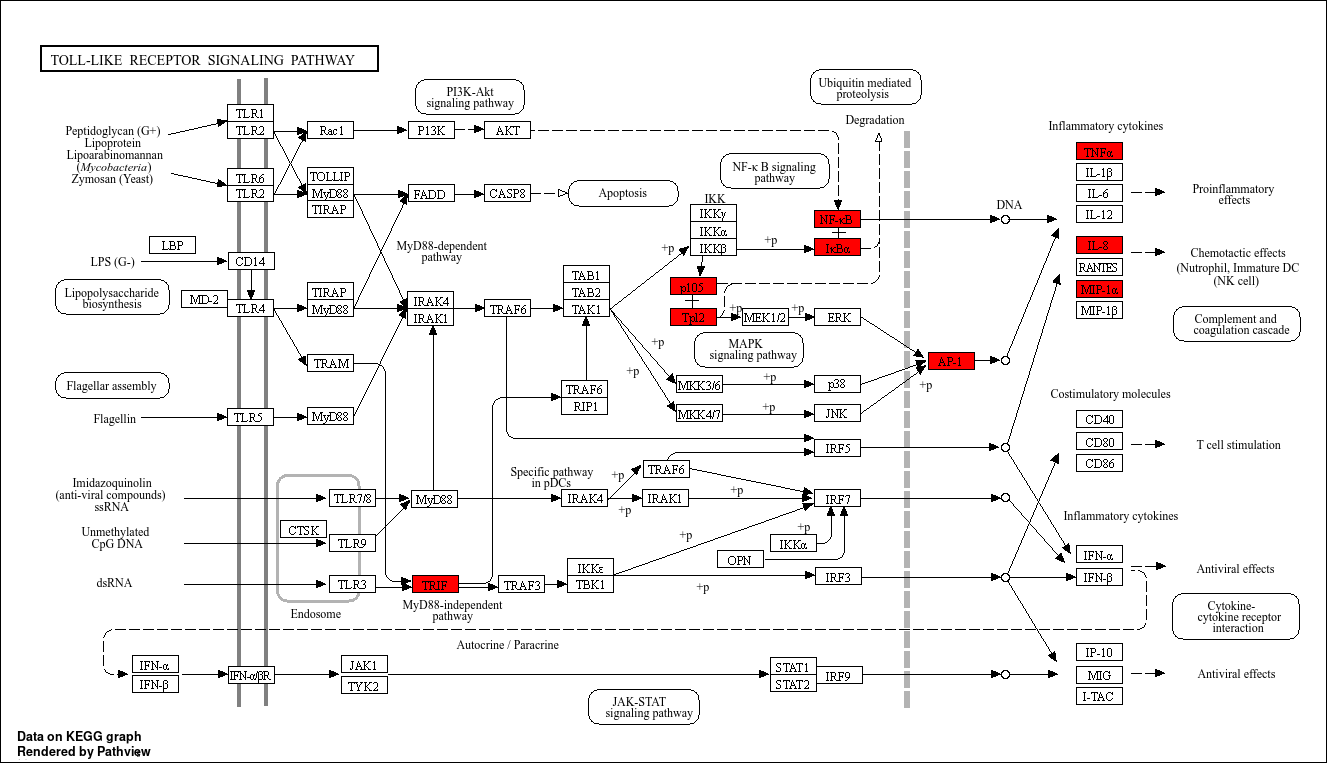 TOLL-LIKE RECEPTOR SIGNALING PATHWAY
PI3K-Akt
signaling pathway
Ubiquitin mediated
proteolysis
Degradation
Inflammatory cytokines
Peptidoglycan (G+)
Lipoprotein
Lipoarabinomannan
(Mycobacteria)
Zymosan (Yeast)
TLR1
TLR2
Rac1
P13K
AKT
TLR6
TLR2
TOLLIP
MyD88
TIRAP
FADD
CASP8
Apoptosis
NF-κ B signaling
pathway
IKK
IKKγ
IKKα
IKKβ
+p
+p
NF-κB
+
IκBα
DNA
TNFα
IL-1β
IL-6
IL-12
Proinflammatory
effects
IL-8
RANTES
MIP-1α
MIP-1β
Chemotactic effects
(Nutrophil, Immature DC
(NK cell)
Complement and
coagulation cascade
LBP
LPS (G-)
CD14
MyD88-dependent
pathway
Lipopolysaccharide
biosynthesis
MD-2
TLR4
TIRAP
MyD88
IRAK4
IRAK1
TRAF6
TAB1
TAB2
TAK1
p105
+
Tpl2
+p
MEK1/2
+p
ERK
MAPK
signaling pathway
AP-1
+p
TRAM
+p
+p
MKK3/6
+p
p38
MKK4/7
+p
JNK
Flagellar assembly
Flagellin
TLR5
MyD88
TRAF6
RIP1
IRF5
Costimulatory molecules
CD40
CD80
CD86
T cell stimulation
Imidazoquinolin
(anti-viral compounds)
ssRNA
TLR7/8
MyD88
Specific pathway
in pDCs
IRAK4
+p
+p
TRAF6
IRAK1
+p
IRF7
Unmethylated
CpG DNA
CTSK
TLR9
+p
+p
IKKα
OPN
Inflammatory cytokines
IFN-α
IFN-β
Antiviral effects
dsRNA
TLR3
Endosome
TRIF
MyD88-independent
pathway
TRAF3
IKKε
TBK1
+p
IRF3
Cytokine-
cytokine receptor
interaction
Autocrine / Paracrine
IFN-α
IFN-β
IFN-α/βR
JAK1
TYK2
STAT1
STAT2
IRF9
JAK-STAT
signaling pathway
IP-10
MIG
I-TAC
Antiviral effects
Data on KEGG graph
Rendered by Pathview